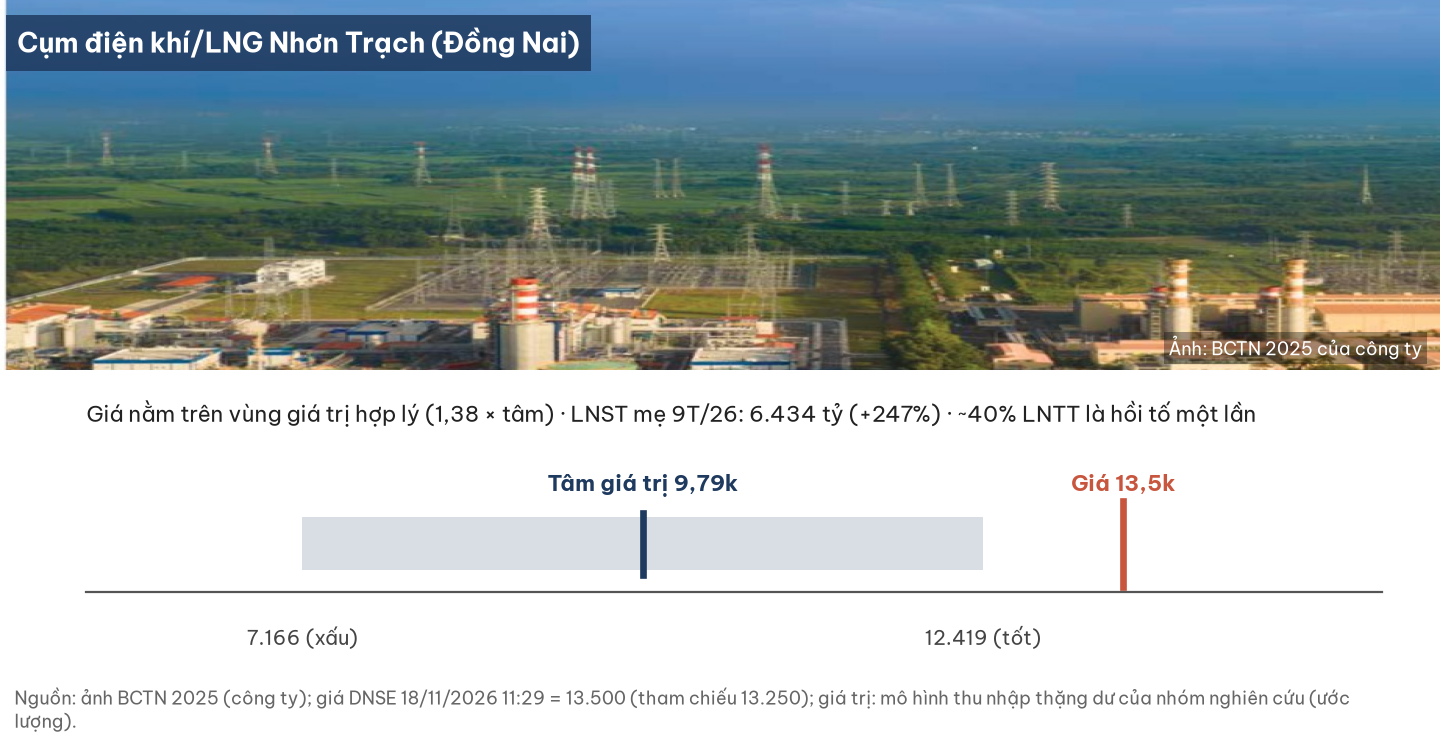 Cụm điện khí/LNG Nhơn Trạch (Đồng Nai)
Ảnh: BCTN 2025 của công ty
Giá nằm trên vùng giá trị hợp lý (1,38 × tâm) · LNST mẹ 9T/26: 6.434 tỷ (+247%) · ~40% LNTT là hồi tố một lần
Tâm giá trị 9,79k
Giá 13,5k
7.166 (xấu)
12.419 (tốt)
Nguồn: ảnh BCTN 2025 (công ty); giá DNSE 18/11/2026 11:29 = 13.500 (tham chiếu 13.250); giá trị: mô hình thu nhập thặng dư của nhóm nghiên cứu (ước
lượng).